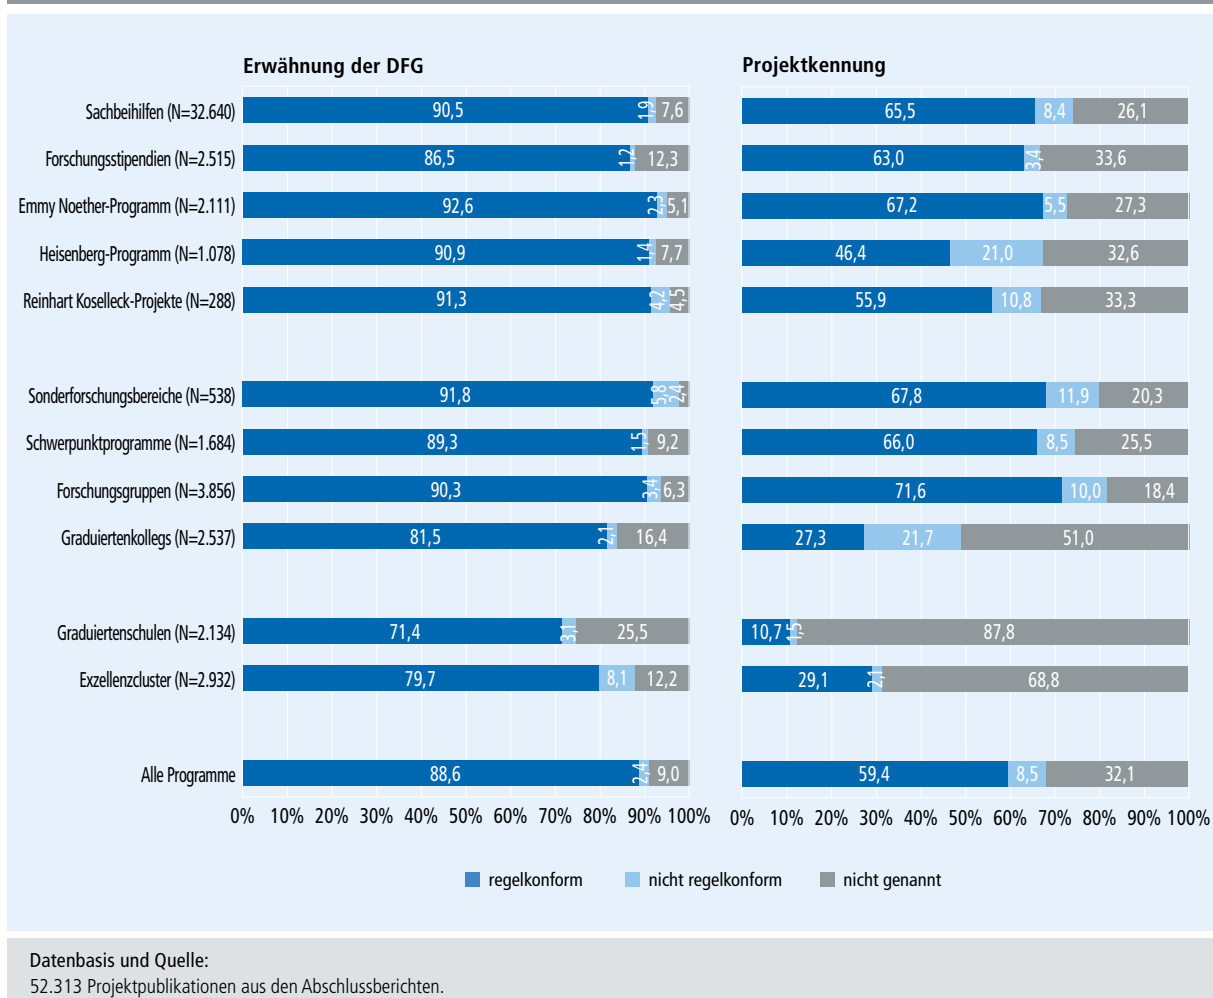 Erwähnung der DFG
Projektkennung
Sachbeihilfen (N=32.640) 90,5 1,9 7,6 65,5 8,4 26,1
Forschungsstipendien (N=2.515) 86,5 1,2 12,3 63,0 3,4 33,6
Emmy Noether-Programm (N=2.111) 92,6 2,3 5,1 67,2 5,5 27,3
Heisenberg-Programm (N=1.078) 90,9 1,4 7,7 46,4 21,0 32,6
Reinhart Koselleck-Projekte (N=288) 91,3 4,2 4,5 55,9 10,8 33,3
Sonderforschungsbereiche (N=538) 91,8 5,8 2,4 67,8 11,9 20,3
Schwerpunktprogramme (N=1.684) 89,3 1,5 9,2 66,0 8,5 25,5
Forschungsgruppen (N=3.856) 90,3 3,4 6,3 71,6 10,0 18,4
Graduiertenkollegs (N=2.537) 81,5 2,1 16,4 27,3 21,7 51,0
Graduiertenschulen (N=2.134) 71,4 3,1 25,5 10,7 1,5 87,8
Exzellenzcluster (N=2.932) 79,7 8,1 12,2 29,1 2,1 68,8
Alle Programme 88,6 2,4 9,0 59,4 8,5 32,1
0% 10% 20% 30% 40% 50% 60% 70% 80% 90% 100% 0% 10% 20% 30% 40% 50% 60% 70% 80% 90% 100%
regelkonform nicht regelkonform nicht genannt
Datenbasis und Quelle:
52.313 Projektpublikationen aus den Abschlussberichten.